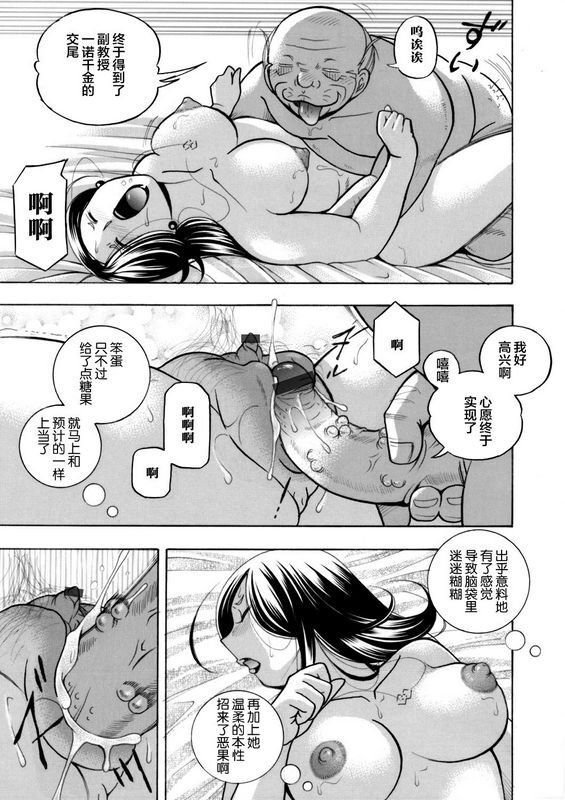 终于得到了
副教授
一诺千金的
交尾
呜
诶诶
啊啊
我好
高兴啊
嘻嘻
心愿终于
实现了
啊
笨蛋
只不过
给了点糖果
就马上和
预计的一样
上当了
啊啊啊
啊
出乎意料地
有了感觉
导致脑袋里
迷迷糊糊
再加上她
温柔的本性
招来了恶果啊